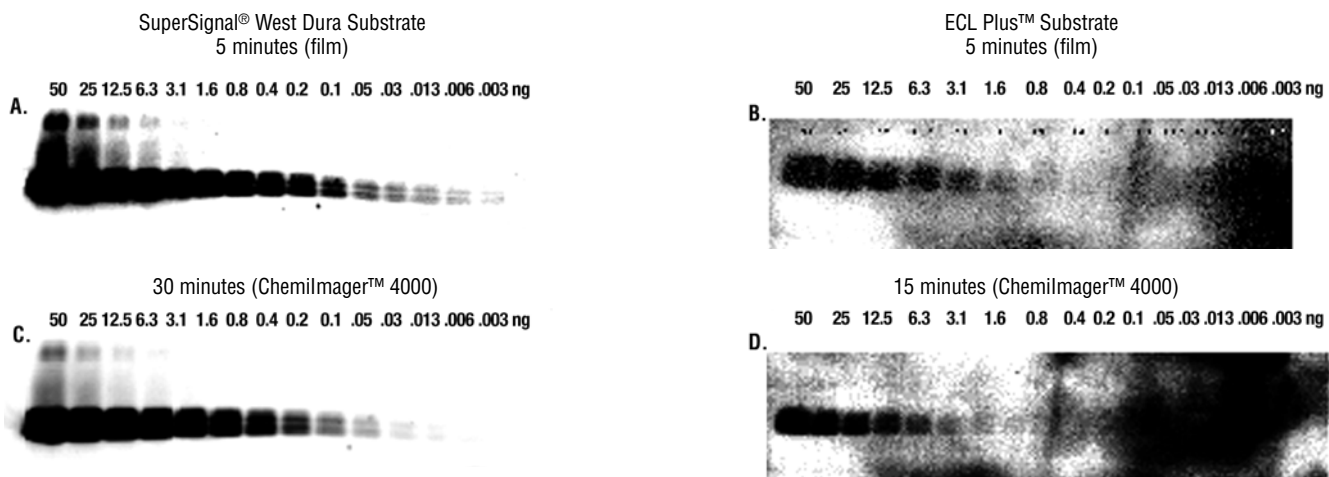 SuperSignal® West Dura Substrate
5 minutes (film)
50 25 12.5 6.3 3.1 1.6 0.8 0.4 0.2 0.1 .05 .03 .013 .006 .003 ng
A.
ECL Plus™ Substrate
5 minutes (film)
50 25 12.5 6.3 3.1 1.6 0.8 0.4 0.2 0.1 .05 .03 .013 .006 .003 ng
B.
30 minutes (ChemiImager™ 4000)
50 25 12.5 6.3 3.1 1.6 0.8 0.4 0.2 0.1 .05 .03 .013 .006 .003 ng
C.
15 minutes (ChemiImager™ 4000)
50 25 12.5 6.3 3.1 1.6 0.8 0.4 0.2 0.1 .05 .03 .013 .006 .003 ng
D.